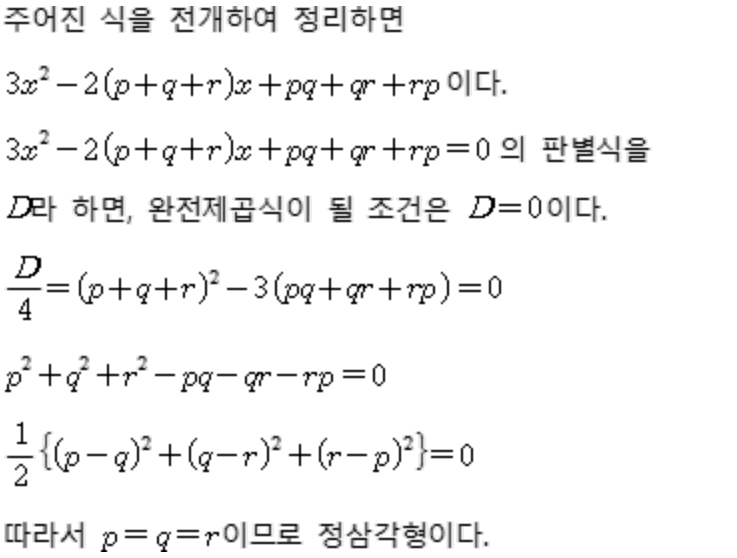 주어진 식을 전개하여 정리하면
3x² − 2(p+q+r)x + pq + qr + rp 이다.
3x² − 2(p+q+r)x + pq + qr + rp = 0 의 판별식을
D라 하면, 완전제곱식이 될 조건은 D=0이다.
D/4 = (p+q+r)² − 3(pq+qr+rp) = 0
p² + q² + r² − pq − qr − rp = 0
1/2 {(p−q)² + (q−r)² + (r−p)²} = 0
따라서 p=q=r이므로 정삼각형이다.